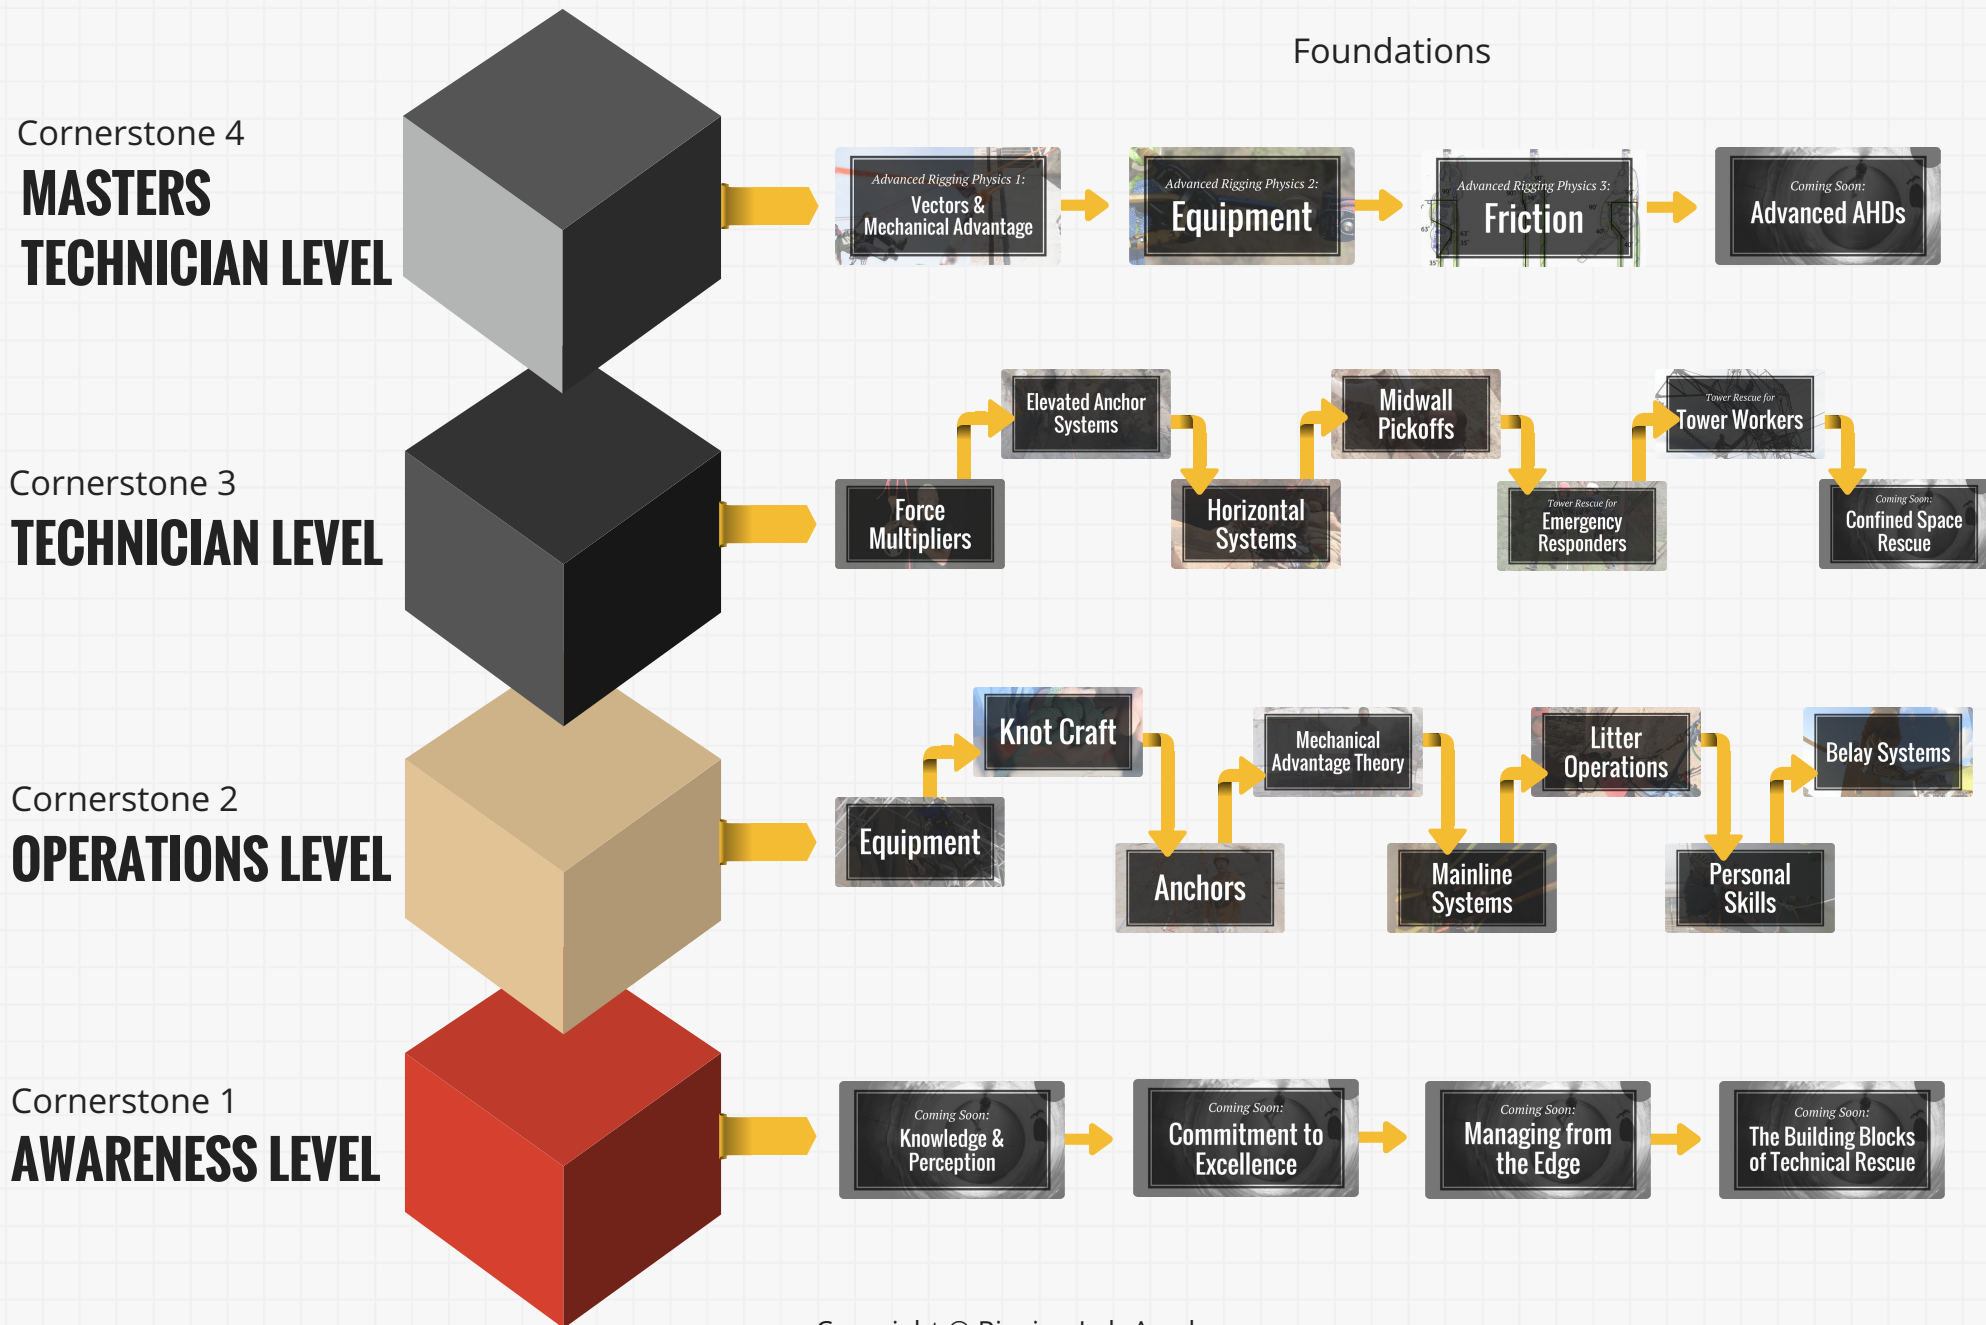 Foundations
Cornerstone 4
MASTERS
TECHNICIAN LEVEL
Advanced Rigging Physics 1:
Vectors &
Mechanical Advantage
Advanced Rigging Physics 2:
Equipment
Advanced Rigging Physics 3:
Friction
Coming Soon:
Advanced AHDs
Cornerstone 3
TECHNICIAN LEVEL
Force
Multipliers
Elevated Anchor
Systems
Horizontal
Systems
Midwall
Pickoffs
Tower Rescue for
Emergency
Responders
Tower Rescue for
Tower Workers
Coming Soon:
Confined Space
Rescue
Cornerstone 2
OPERATIONS LEVEL
Equipment
Knot Craft
Anchors
Mechanical
Advantage Theory
Mainline
Systems
Litter
Operations
Personal
Skills
Belay Systems
Cornerstone 1
AWARENESS LEVEL
Coming Soon:
Knowledge &
Perception
Coming Soon:
Commitment to
Excellence
Coming Soon:
Managing from
the Edge
Coming Soon:
The Building Blocks
of Technical Rescue